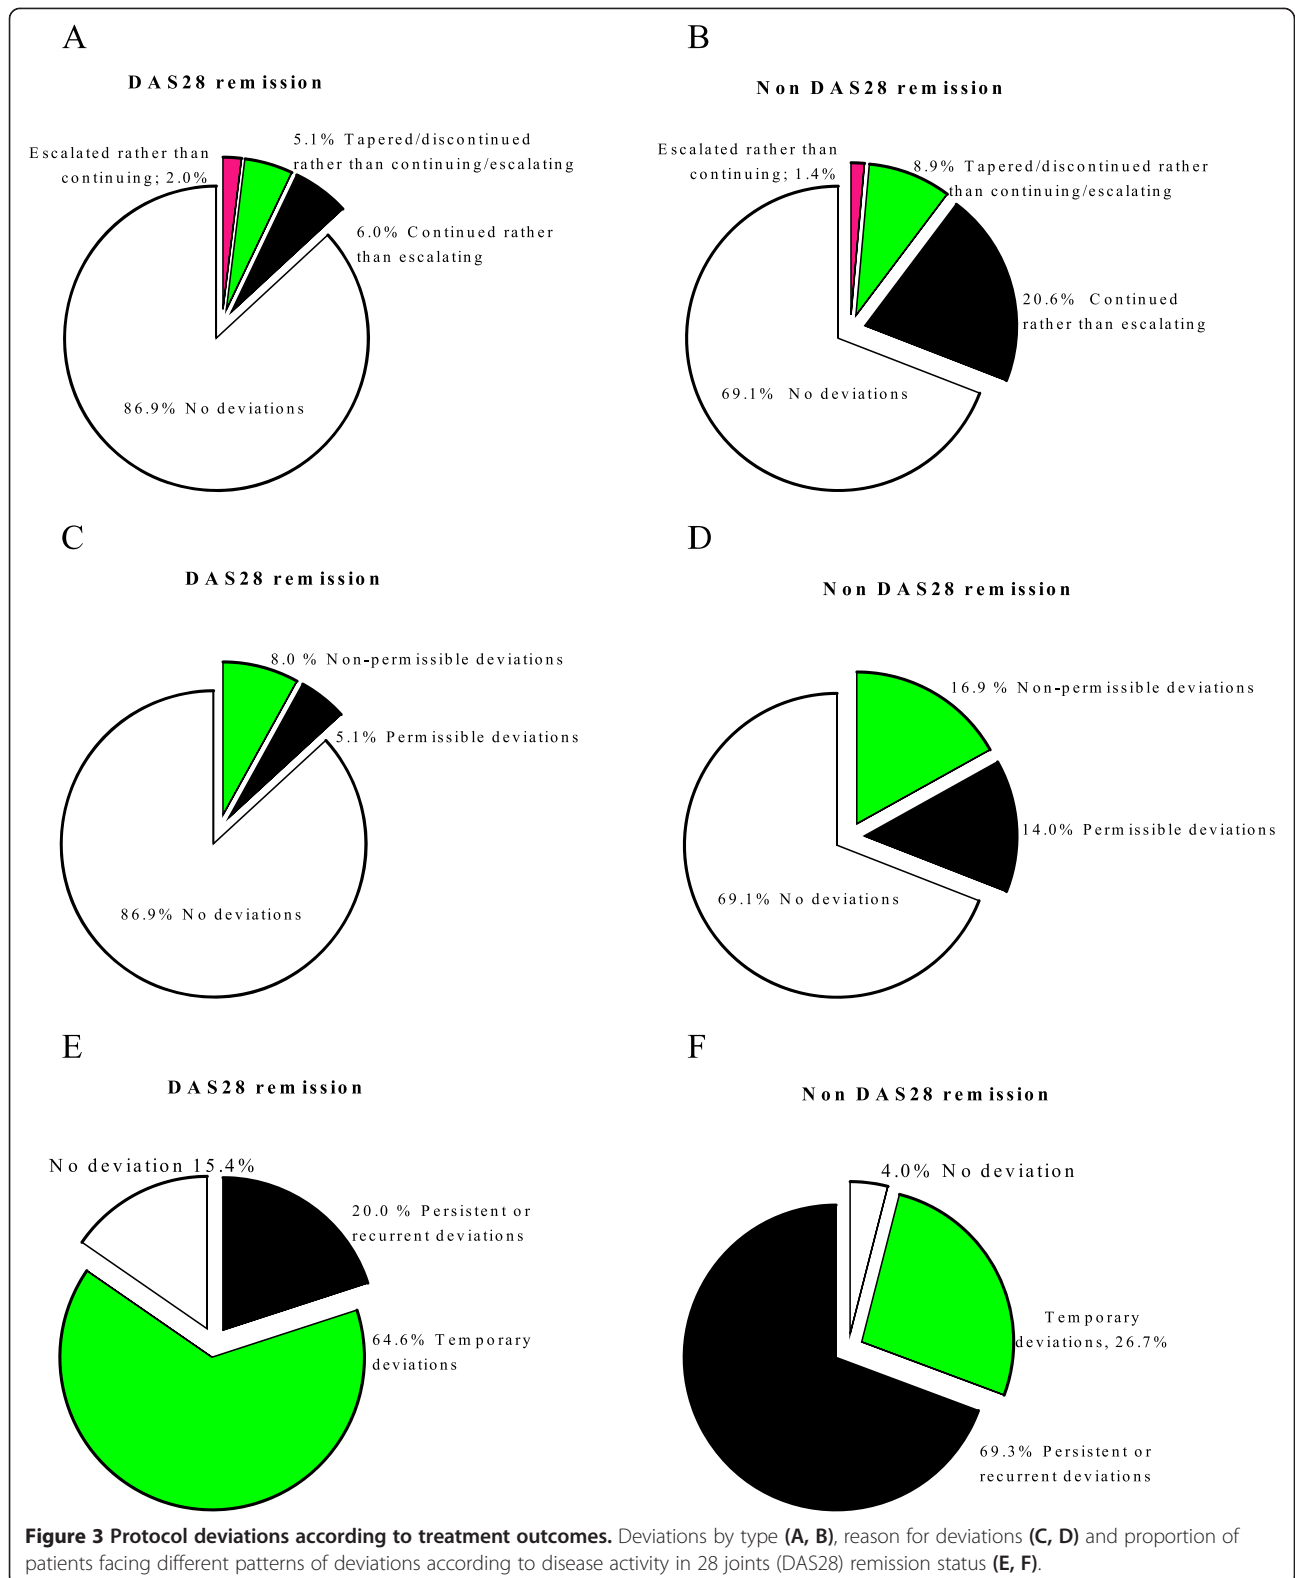 A
DAS28 remission
Escalated rather than
continuing; 2.0%
5.1% Tapered/discontinued
rather than continuing/escalating
6.0% Continued rather
than escalating
86.9% No deviations
B
Non DAS28 remission
Escalated rather than
continuing; 1.4%
8.9% Tapered/discontinued rather
than continuing/escalating
20.6% Continued
rather than escalating
69.1% No deviations
C
DAS28 remission
8.0 % Non-permissible deviations
5.1% Permissible deviations
86.9% No deviations
D
Non DAS28 remission
16.9 % Non-permissible deviations
14.0% Permissible deviations
69.1% No deviations
E
DAS28 remission
No deviation 15.4%
20.0 % Persistent or
recurrent deviations
64.6% Temporary
deviations
F
Non DAS28 remission
4.0% No deviation
Temporary
deviations, 26.7%
69.3% Persistent or
recurrent deviations
Figure 3 Protocol deviations according to treatment outcomes. Deviations by type (A, B), reason for deviations (C, D) and proportion of
patients facing different patterns of deviations according to disease activity in 28 joints (DAS28) remission status (E, F).